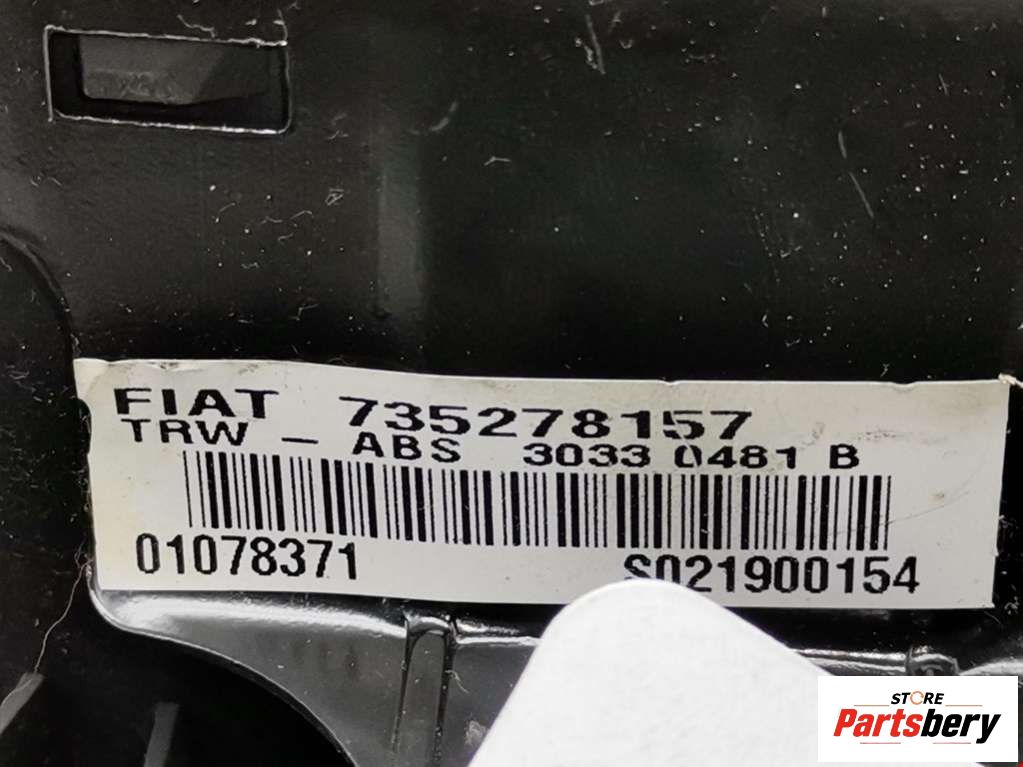 FIAT 735278157
TRW - ABS 3033 0481 B
01078371 S021900154
STORE
Partsbery